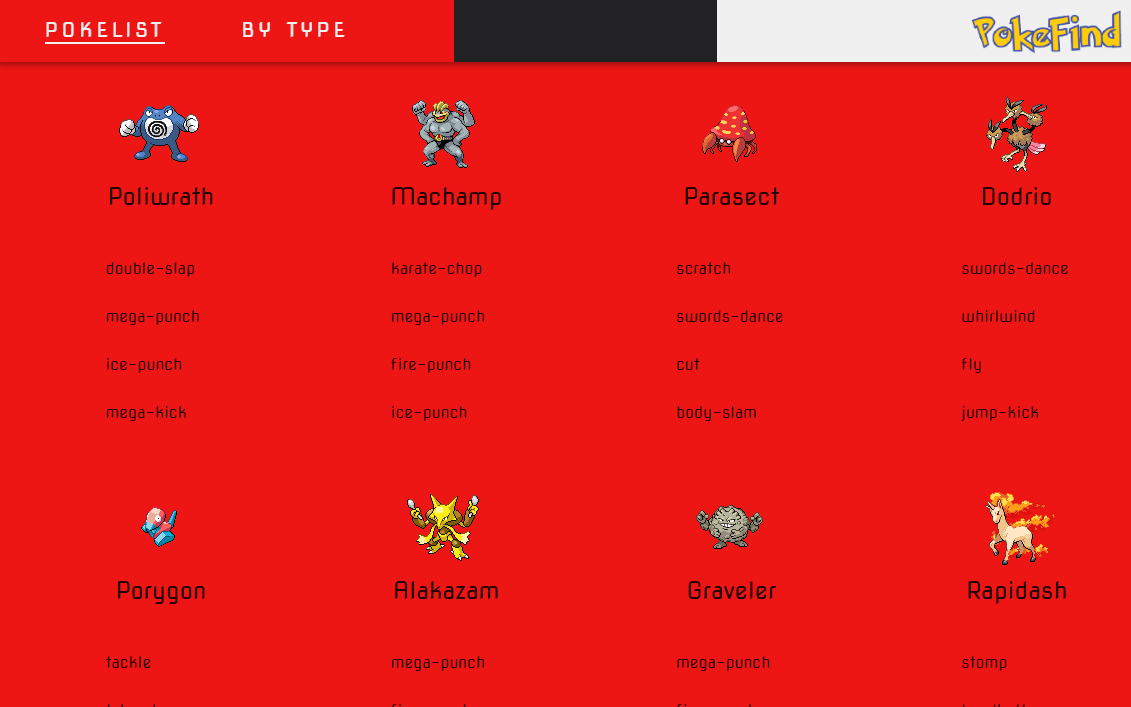 POKELIST BY TYPE PokeFind
Poliwrath Machamp Parasect Dodrio
double-slap karate-chop scratch swords-dance
mega-punch mega-punch swords-dance whirlwind
ice-punch fire-punch cut fly
mega-kick ice-punch body-slam jump-kick
Porygon Alakazam Graveler Rapidash
tackle mega-punch mega-punch stomp